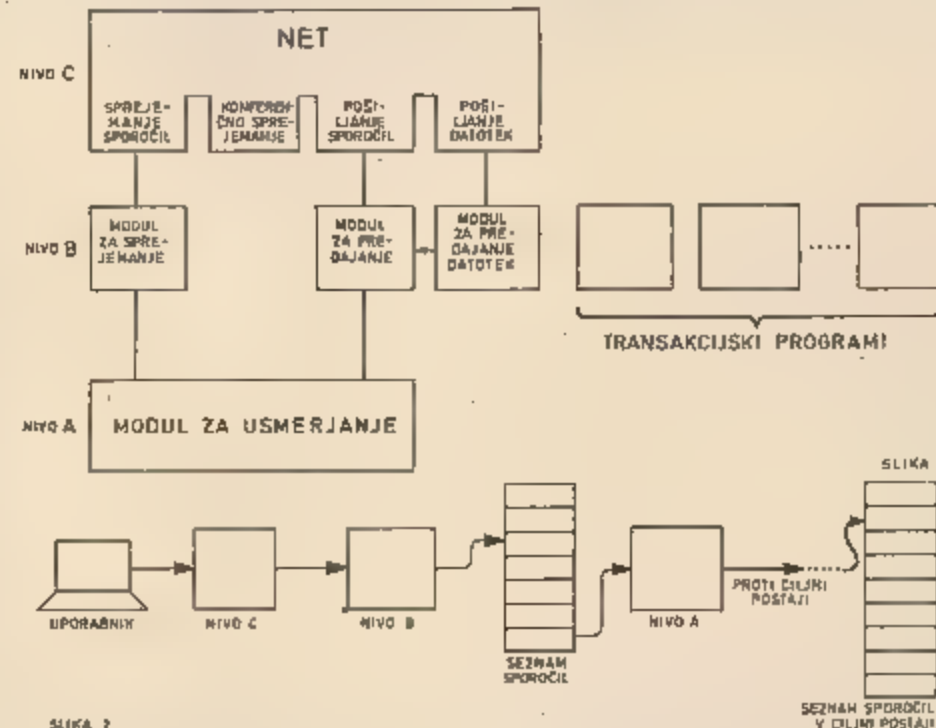 NET
NIVO C
SPREJE-
MANJE
SPOROČIL
KONFEREN-
ČNO SPRE-
JEMANJE
POŠI-
LJANJE
SPOROČIL
POŠI-
LJANJE
DATOTEK
NIVO B
MODUL
ZA SPRE-
JEMANJE
MODUL
ZA PRE-
DAJANJE
MODUL
ZA PRE-
DAJANJE
DATOTEK
TRANSAKCIJSKI PROGRAMI
NIVO A
MODUL ZA USMERJANJE
SLIKA
UPORABNIK
NIVO C
NIVO B
SEZNAM
SPOROČIL
NIVO A
PROTI CILJNI
POSTAJI
SEZNAM SPOROČIL
V CILJNI POSTAJI
SLIKA 2